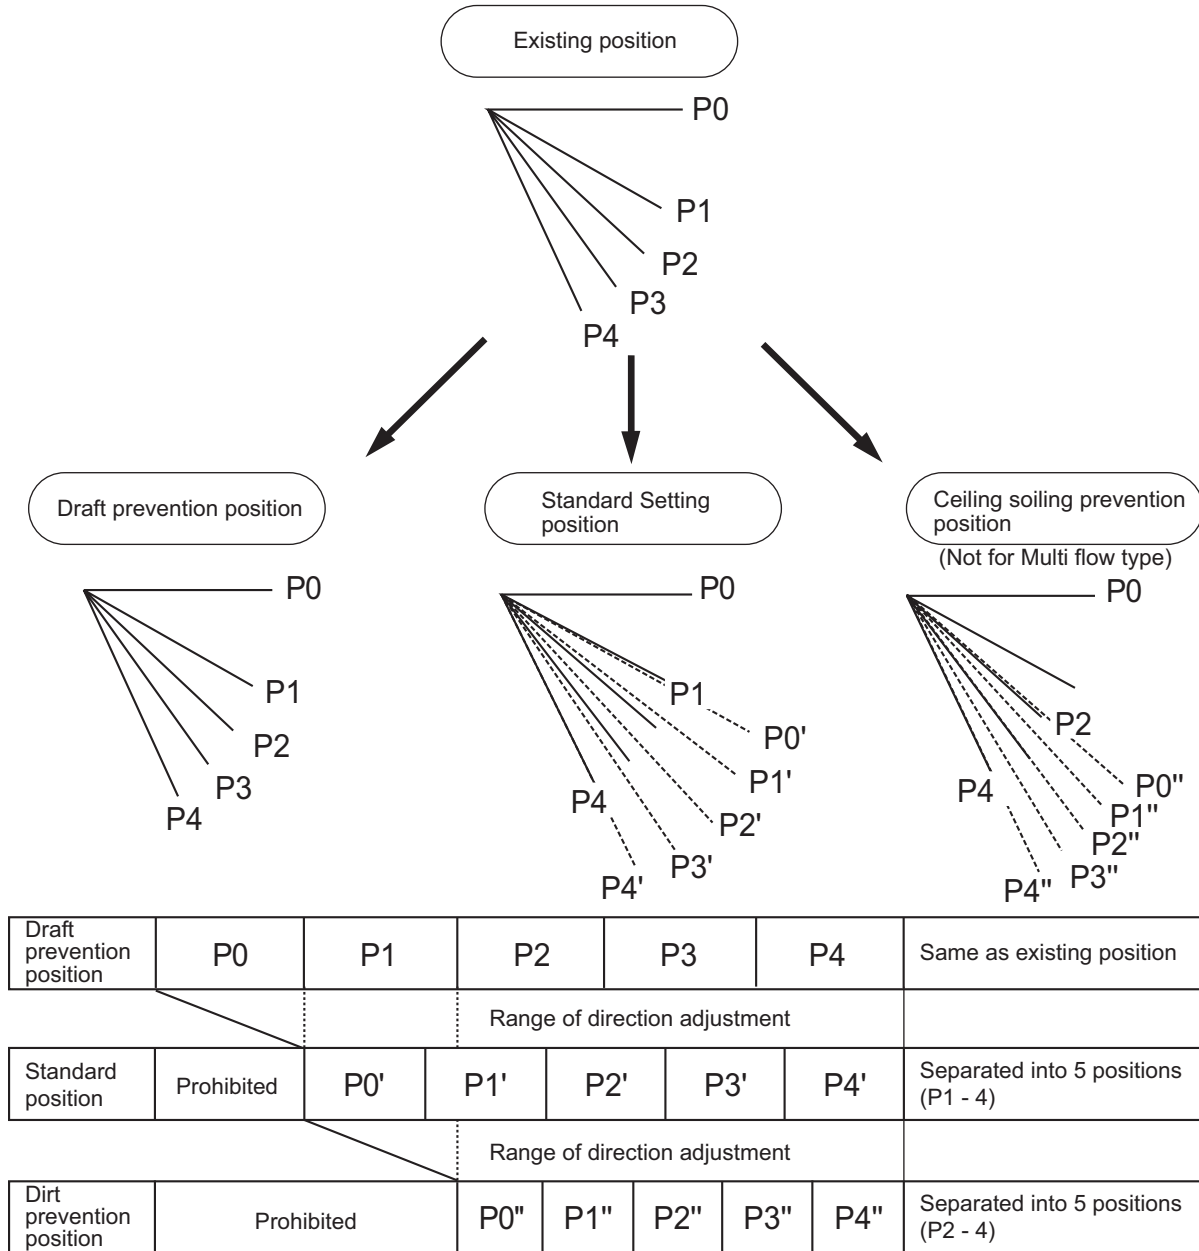 Existing position
P0
P1
P2
P3
P4
Draft prevention position
Standard Setting
position
Ceiling soiling prevention
position
(Not for Multi flow type)
P0
P1
P2
P3
P4
P0
P1
P0'
P1'
P4
P2'
P3'
P4'
P0
P2
P0"
P4
P1"
P2"
P3"
P4"
Draft
prevention
position
P0
P1
P2
P3
P4
Same as existing position
Range of direction adjustment
Standard
position
Prohibited
P0'
P1'
P2'
P3'
P4'
Separated into 5 positions
(P1 - 4)
Range of direction adjustment
Dirt
prevention
position
Prohibited
P0"
P1"
P2"
P3"
P4"
Separated into 5 positions
(P2 - 4)